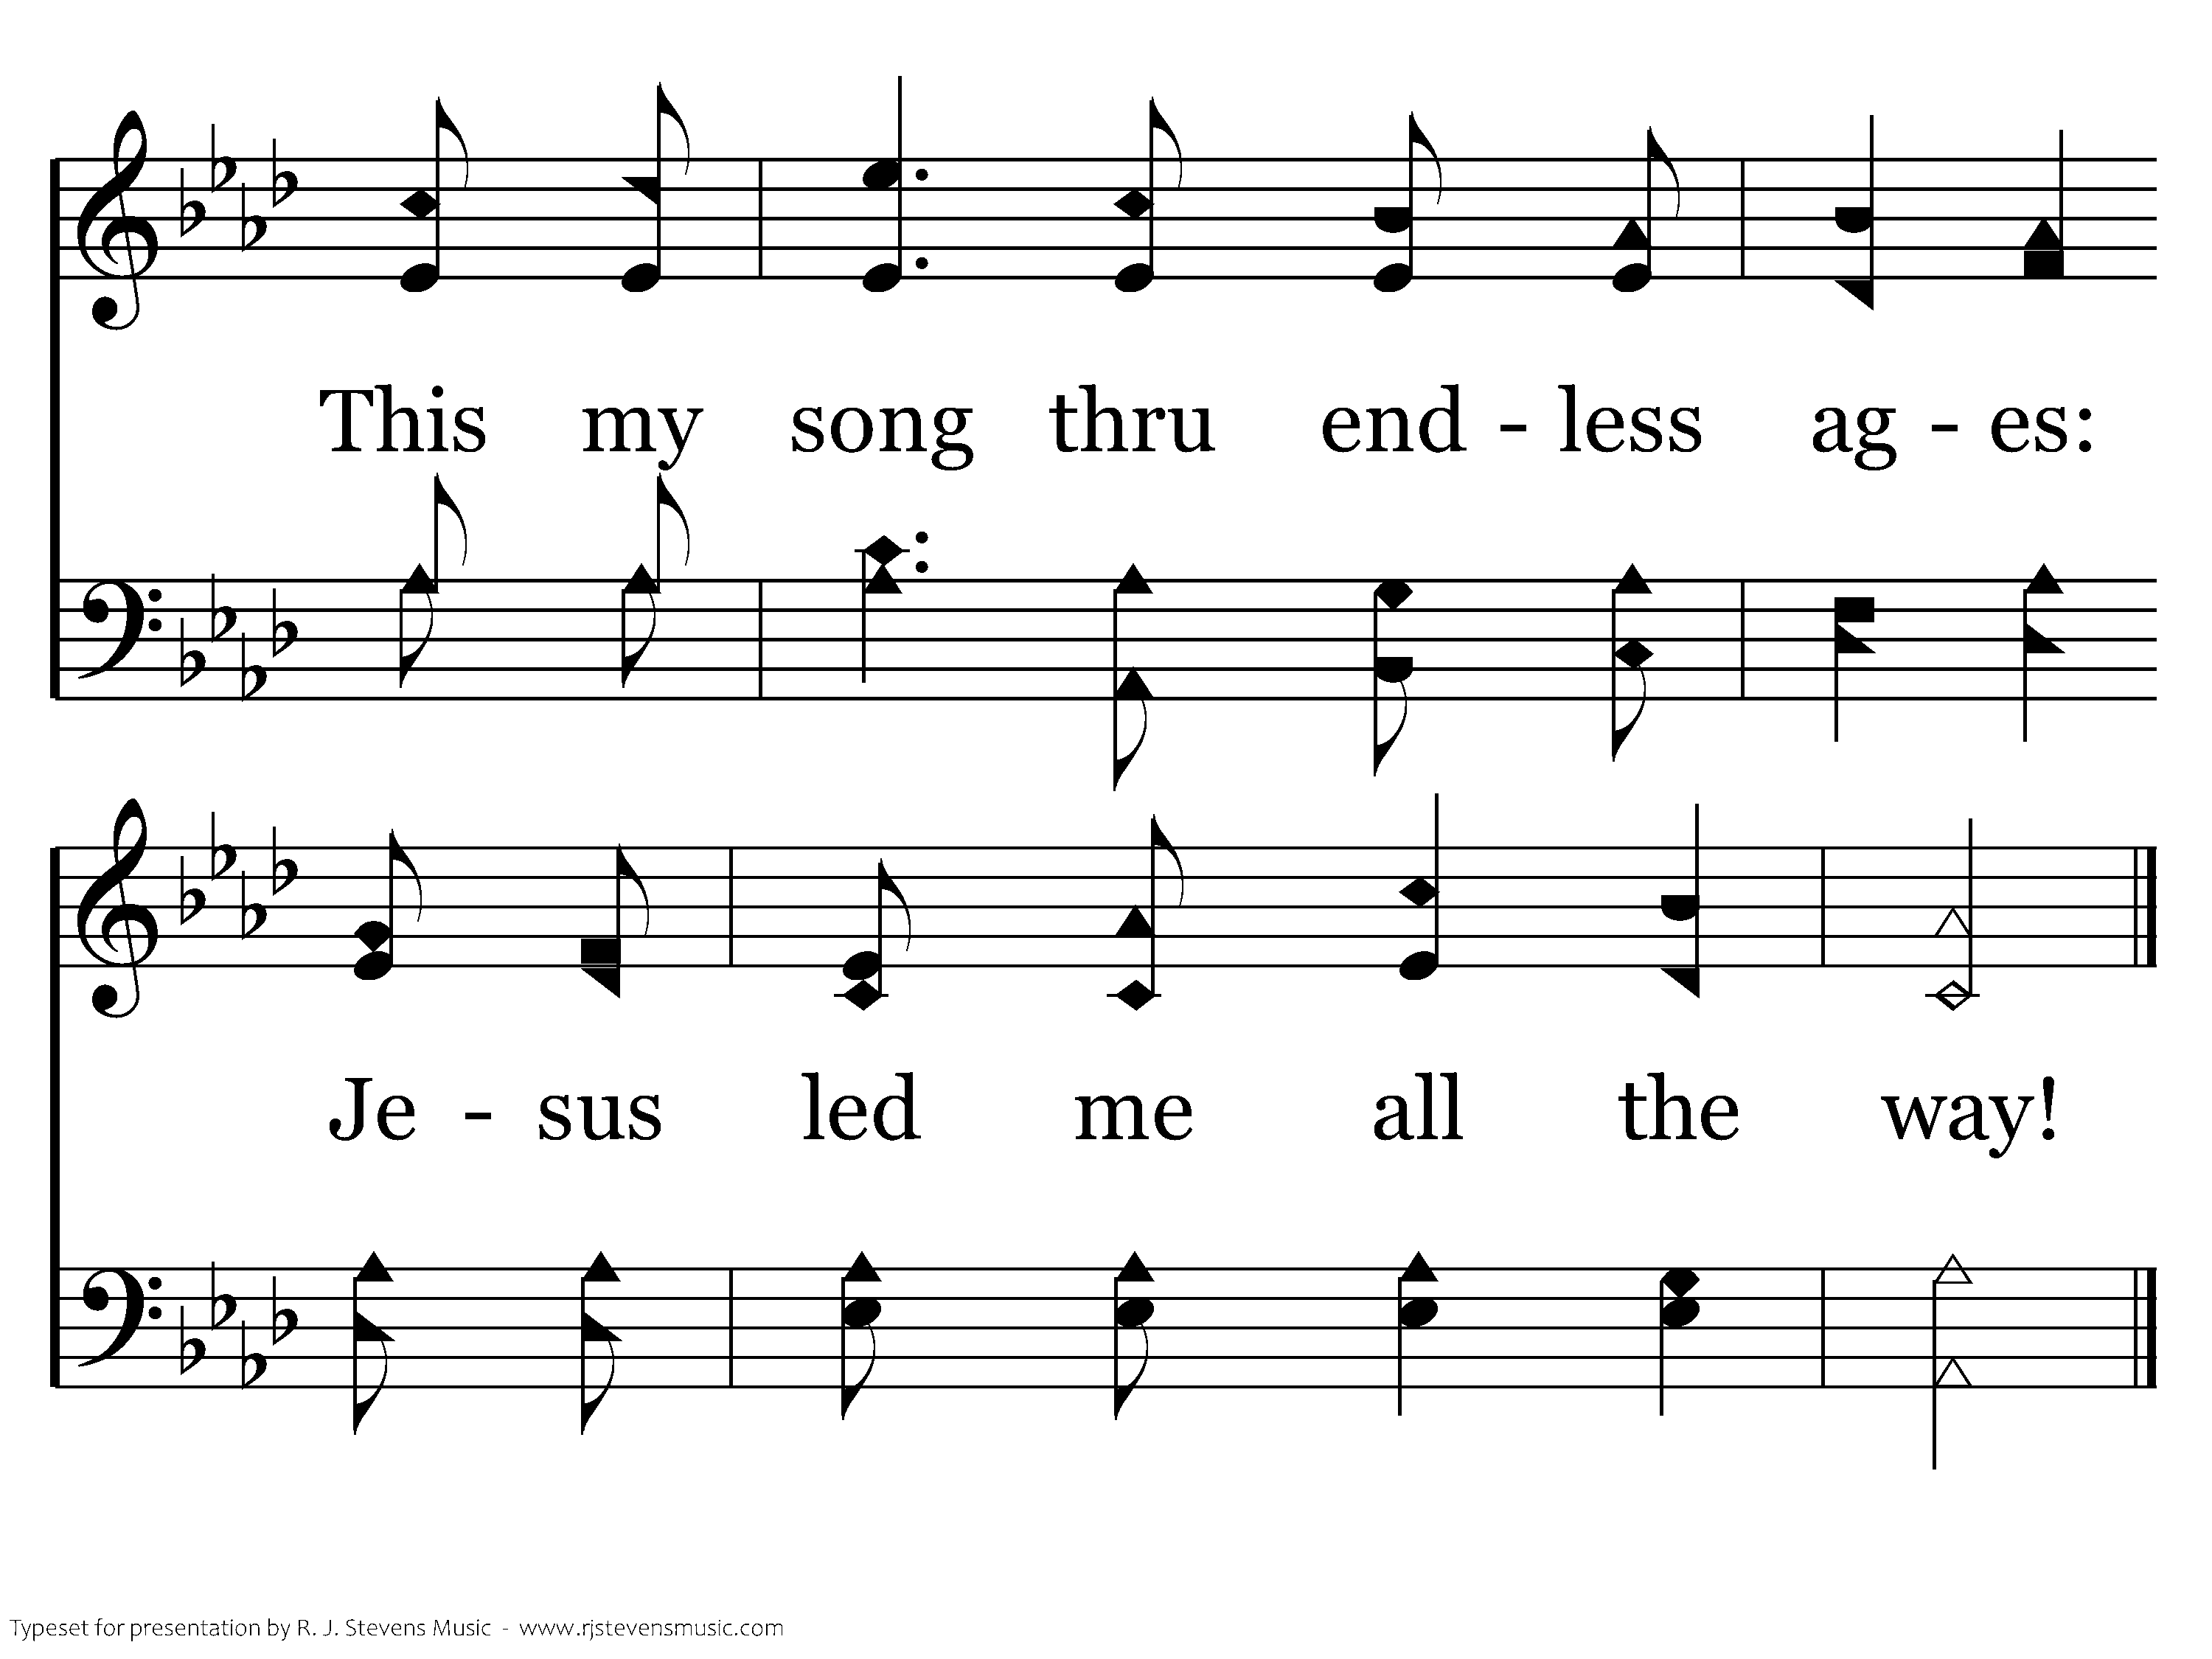 This my song thru end - less ag - es:
Je - sus led me all the way!
Typeset for presentation by R. J. Stevens Music - www.rjstevensmusic.com